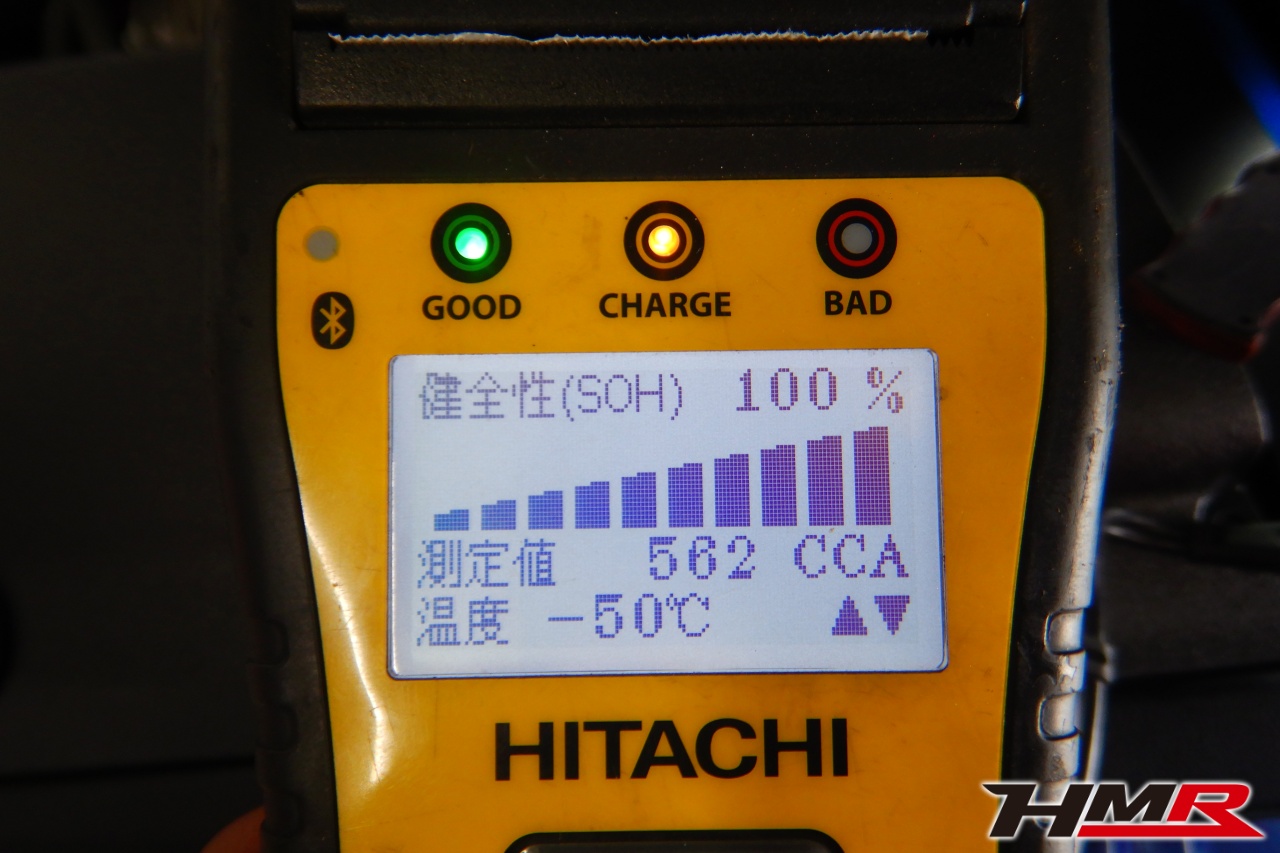 GOOD CHARGE BAD
健全性(SOH) 100 %
測定値 562 CCA
温度 -50℃ ▲▼
HITACHI
HMR